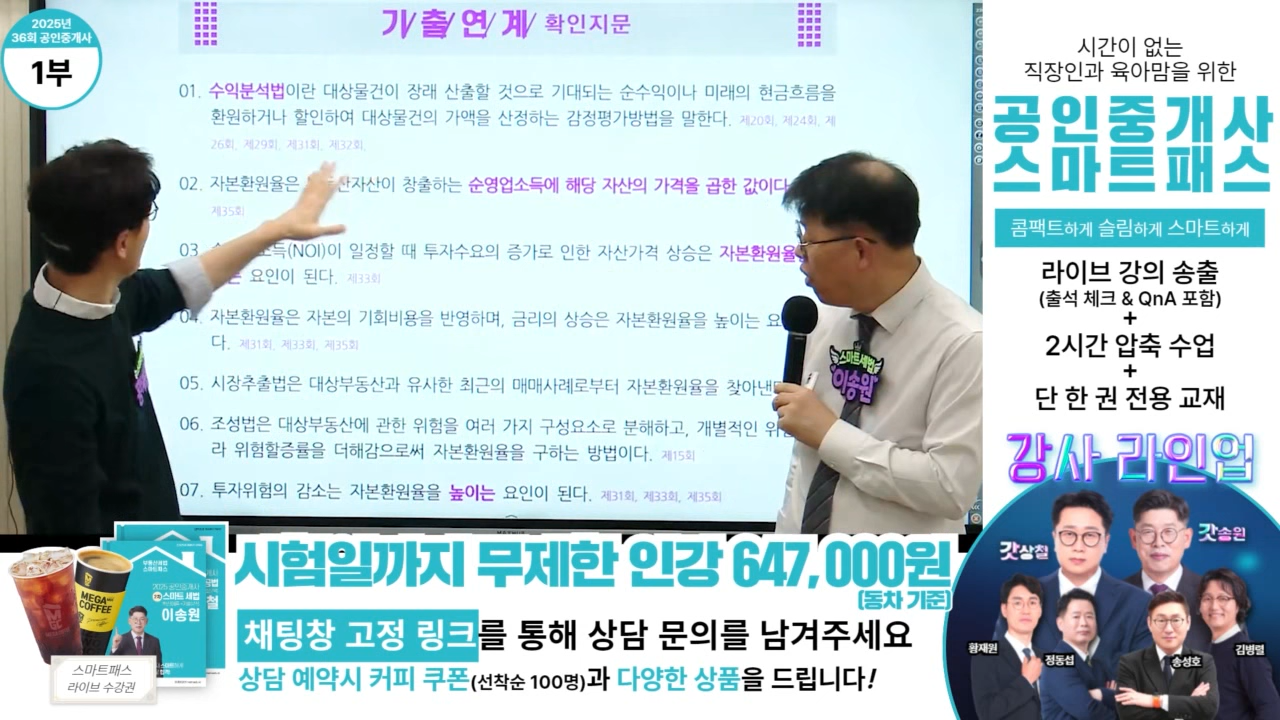 2025년
36회 공인중개사
1부
기/출/연/계/ 확인지문
01. 수익분석법이란 대상물건이 장래 산출할 것으로 기대되는 순수익이나 미래의 현금흐름을
환원하거나 할인하여 대상물건의 가액을 산정하는 감정평가방법을 말한다. 제20회, 제24회, 제
26회, 제29회, 제31회, 제32회,
02. 자본환원율은 산자산이 창출하는 순영업소득에 해당 자산의 가격을 곱한 값이다
제35회
03. 득(NOI)이 일정할 때 투자수요의 증가로 인한 자산가격 상승은 자본환원율
는 요인이 된다. 제33회
04. 자본환원율은 자본의 기회비용을 반영하며, 금리의 상승은 자본환원율을 높이는 요
다. 제31회, 제33회, 제35회
05. 시장추출법은 대상부동산과 유사한 최근의 매매사례로부터 자본환원율을 찾아낸
06. 조성법은 대상부동산에 관한 위험을 여러 가지 구성요소로 분해하고, 개별적인 위
라 위험할증률을 더해감으로써 자본환원율을 구하는 방법이다. 제15회
07. 투자위험의 감소는 자본환원율을 높이는 요인이 된다. 제31회, 제33회, 제35회
스마트세법
이송원
시간이 없는
직장인과 육아맘을 위한
공인중개사
스마트패스
콤팩트하게 슬림하게 스마트하게
라이브 강의 송출
(출석 체크 & QnA 포함)
+
2시간 압축 수업
+
단 한 권 전용 교재
강사 라인업
갓상철
갓송원
황재원
정동섭
송성호
김병렬
MEGA
COFFEE
스마트 세법
이송원
스마트패스
라이브 수강권
시험일까지 무제한 인강 647,000원
(동차 기준)
채팅창 고정 링크를 통해 상담 문의를 남겨주세요
상담 예약시 커피 쿠폰(선착순 100명)과 다양한 상품을 드립니다!